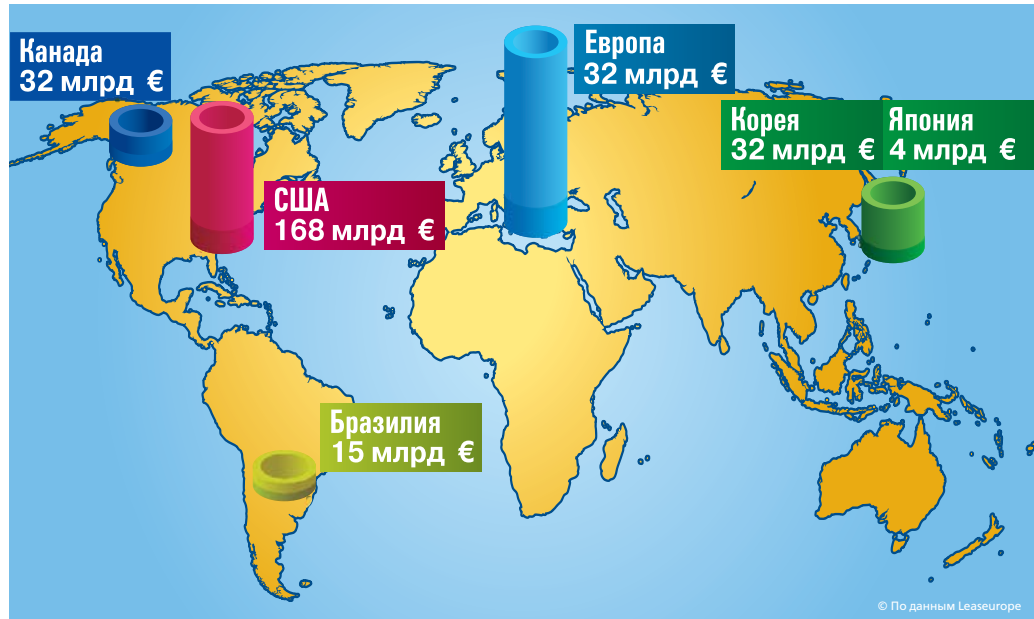 Канада
32 млрд €
США
168 млрд €
Европа
32 млрд €
Корея
32 млрд €
Япония
4 млрд €
Бразилия
15 млрд €
© По данным Leaseurope